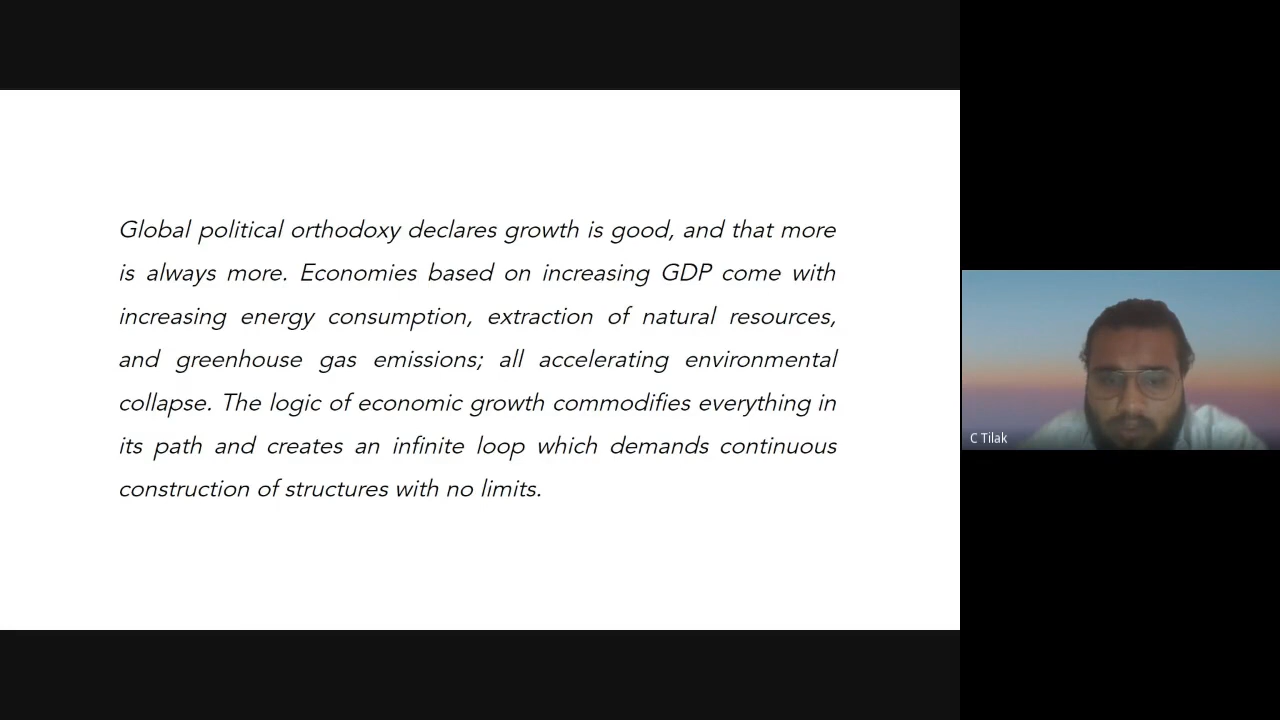 Global political orthodoxy declares growth is good, and that more
is always more. Economies based on increasing GDP come with
increasing energy consumption, extraction of natural resources,
and greenhouse gas emissions; all accelerating environmental
collapse. The logic of economic growth commodifies everything in
its path and creates an infinite loop which demands continuous
construction of structures with no limits.
C Tilak